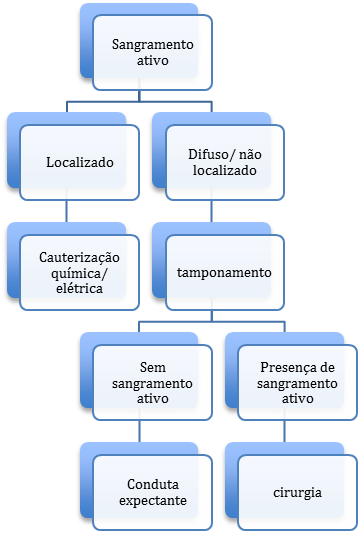 Sangramento
ativo
Localizado
Difuso/ não
localizado
Cauterização
química/
elétrica
tamponamento
Sem
sangramento
ativo
Presença de
sangramento
ativo
Conduta
expectante
cirurgia